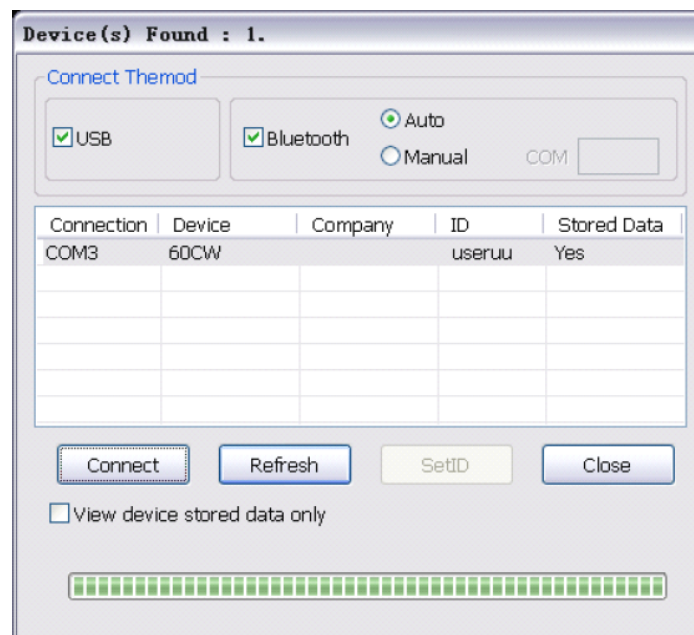 Device(s) Found : 1.
Connect Themod
USB
Bluetooth
Auto
Manual
COM
Connection Device Company ID Stored Data
COM3 60CW useruu Yes
Connect Refresh SetID Close
View device stored data only